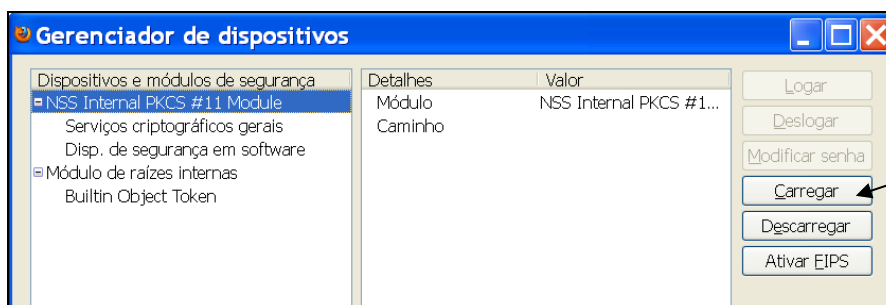 Gerenciador de dispositivos
Dispositivos e módulos de segurança
NSS Internal PKCS #11 Module
Serviços criptográficos gerais
Disp. de segurança em software
Módulo de raízes internas
Builtin Object Token
Detalhes Valor
Módulo NSS Internal PKCS #1...
Caminho
Logar
Deslogar
Modificar senha
Carregar
Descarregar
Ativar FIPS